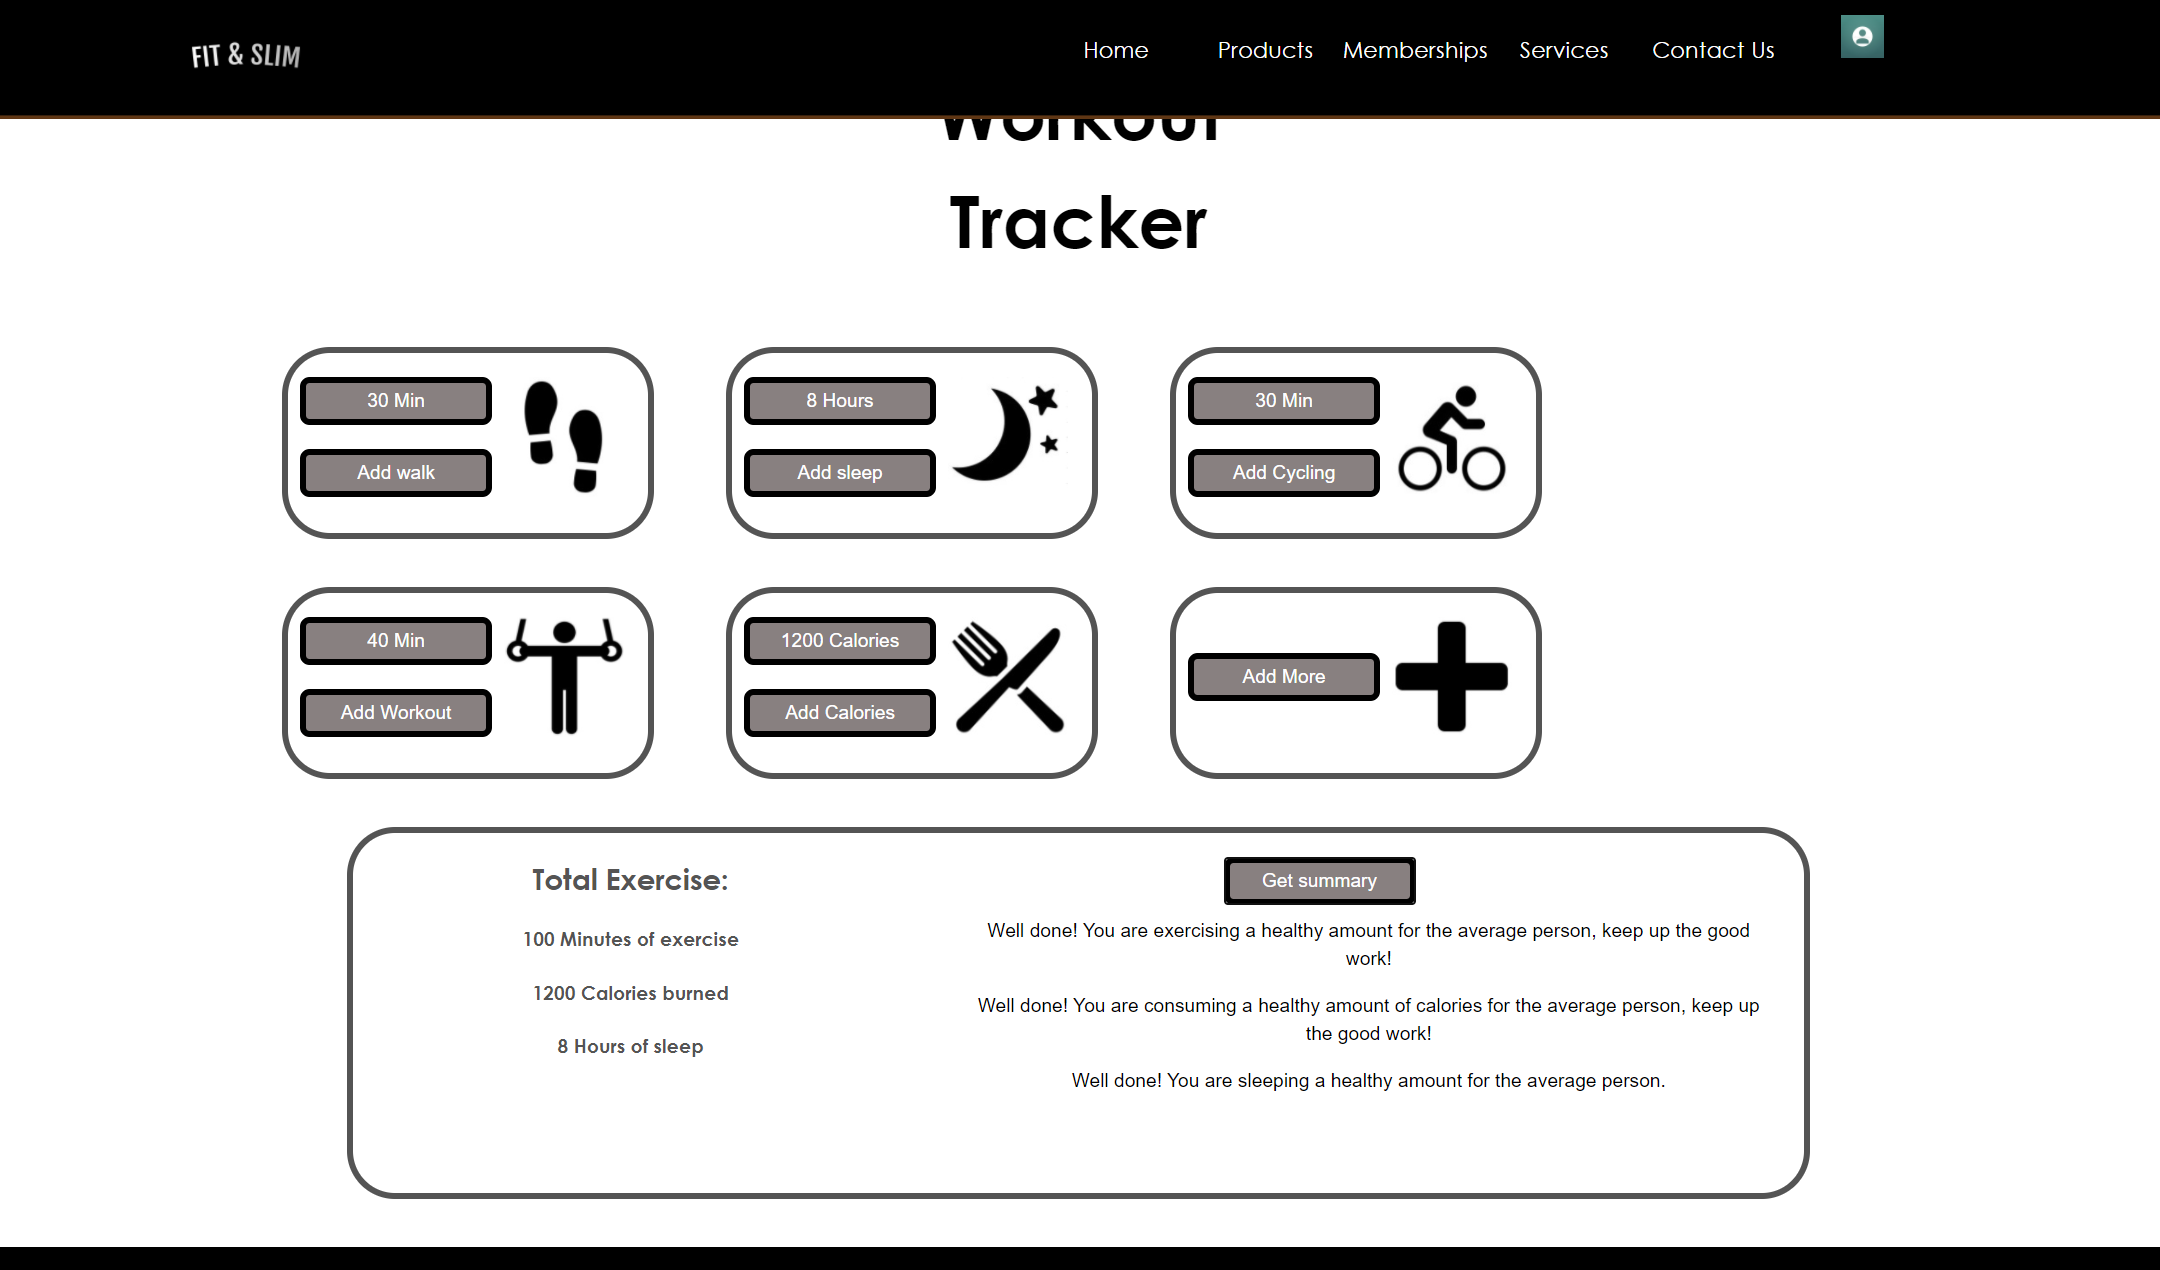 FIT & SLIM
Home Products Memberships Services Contact Us
Workout
Tracker
30 Min
Add walk
8 Hours
Add sleep
30 Min
Add Cycling
40 Min
Add Workout
1200 Calories
Add Calories
Add More
Total Exercise:
100 Minutes of exercise
1200 Calories burned
8 Hours of sleep
Get summary
Well done! You are exercising a healthy amount for the average person, keep up the good
work!
Well done! You are consuming a healthy amount of calories for the average person, keep up
the good work!
Well done! You are sleeping a healthy amount for the average person.